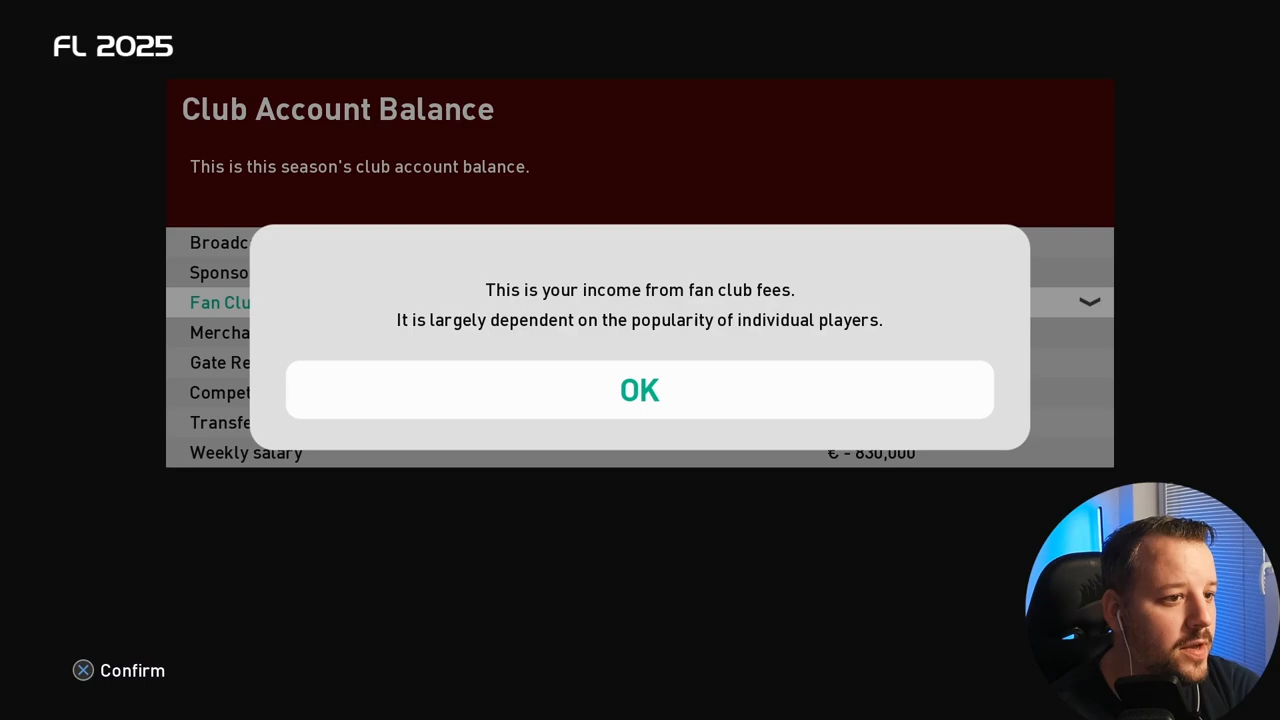 FL 2025
Club Account Balance
This is this season's club account balance.
Broadc
Sponso
Fan Clu
Mercha
Gate Re
Compet
Transfe
Weekly salary € - 830,000
This is your income from fan club fees.
It is largely dependent on the popularity of individual players.
OK
Confirm